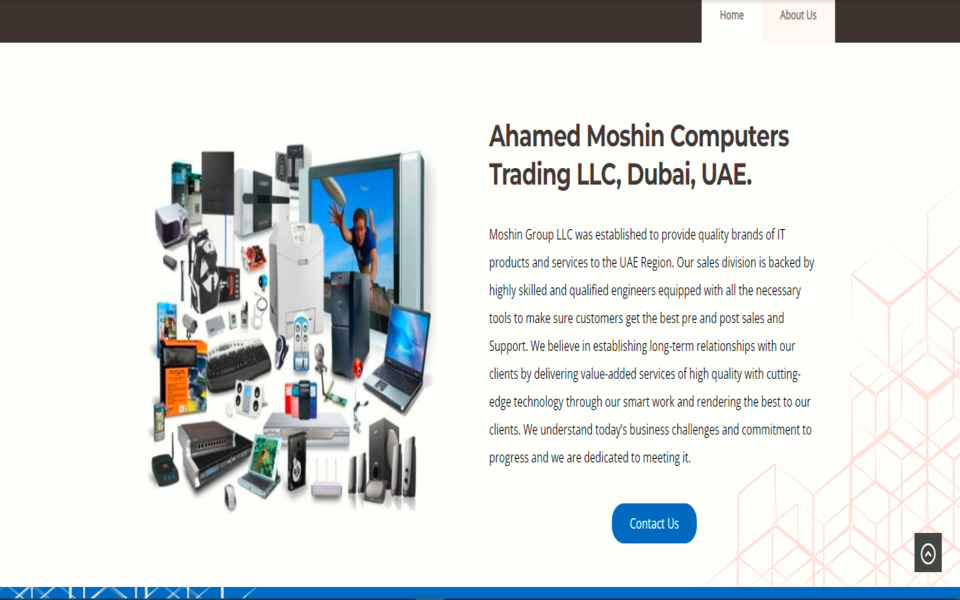 Home
About Us
Ahamed Moshin Computers
Trading LLC, Dubai, UAE.
Moshin Group LLC was established to provide quality brands of IT
products and services to the UAE Region. Our sales division is backed by
highly skilled and qualified engineers equipped with all the necessary
tools to make sure customers get the best pre and post sales and
Support. We believe in establishing long-term relationships with our
clients by delivering value-added services of high quality with cutting-
edge technology through our smart work and rendering the best to our
clients. We understand today's business challenges and commitment to
progress and we are dedicated to meeting it.
Contact Us